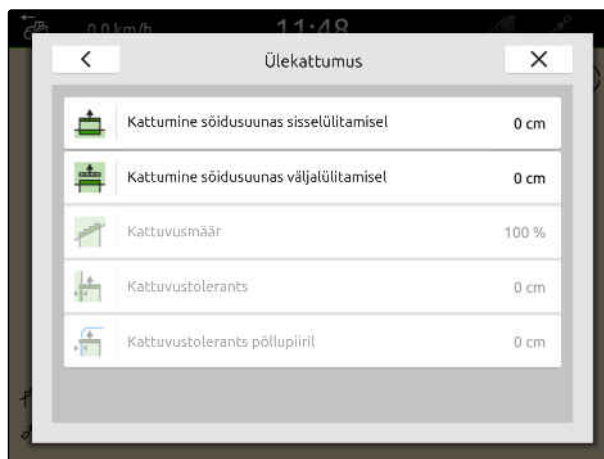 0.0 km/h 11:48
Ülekattumus
Kattumine sõidusuunas sisselülitamisel 0 cm
Kattumine sõidusuunas väljalülitamisel 0 cm
Kattuvusmäär 100 %
Kattuvustolerants 0 cm
Kattuvustolerants põllupiiril 0 cm